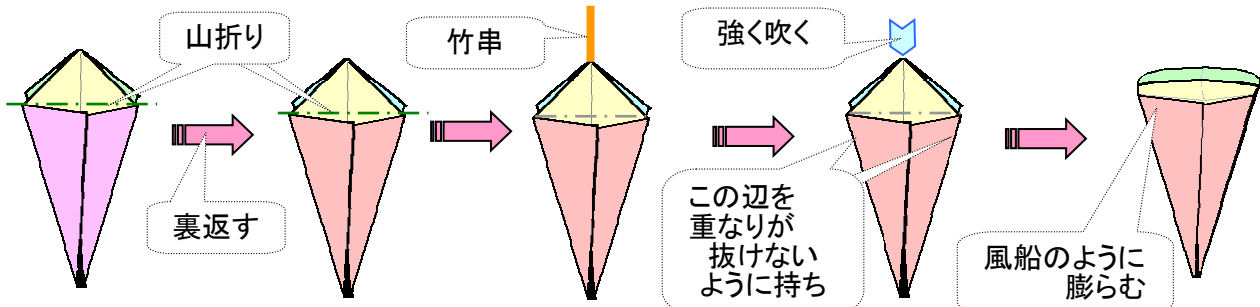 山折り
裏返す
竹串
強く吹く
この辺を
重なりが
抜けない
ように持ち
風船のように
膨らむ